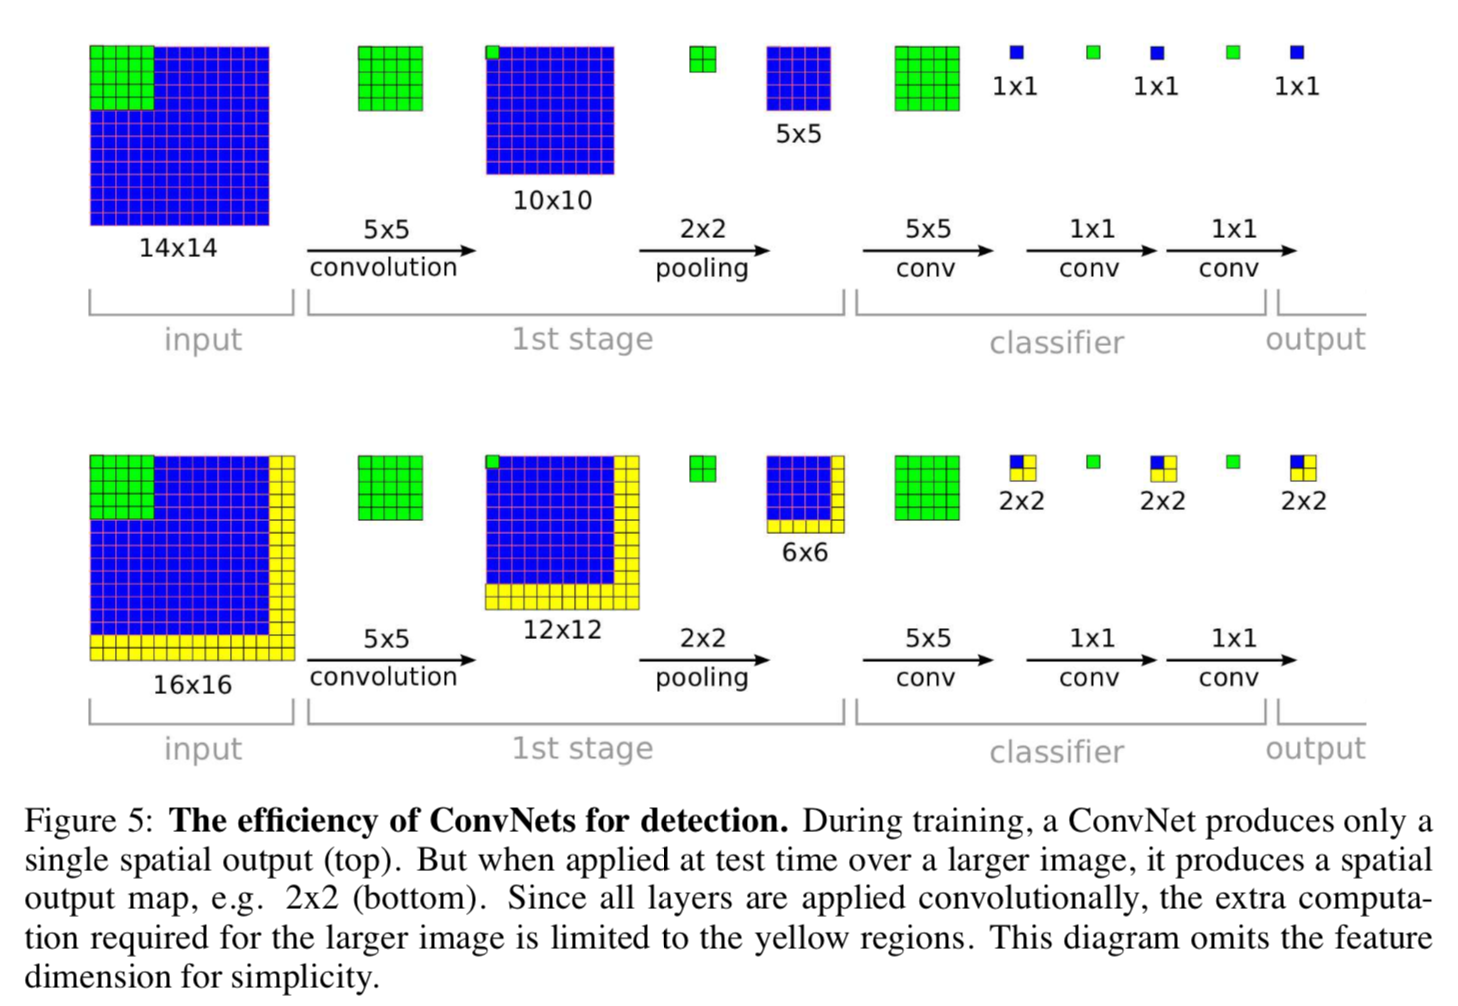 1x1 1x1 1x1
5x5
10x10
14x14
5x5 2x2 5x5 1x1 1x1
convolution pooling conv conv conv
input 1st stage classifier output
2x2 2x2 2x2
6x6
12x12
16x16
5x5 2x2 5x5 1x1 1x1
convolution pooling conv conv conv
input 1st stage classifier output
Figure 5: The efficiency of ConvNets for detection. During training, a ConvNet produces only a
single spatial output (top). But when applied at test time over a larger image, it produces a spatial
output map, e.g. 2x2 (bottom). Since all layers are applied convolutionally, the extra computa-
tion required for the larger image is limited to the yellow regions. This diagram omits the feature
dimension for simplicity.